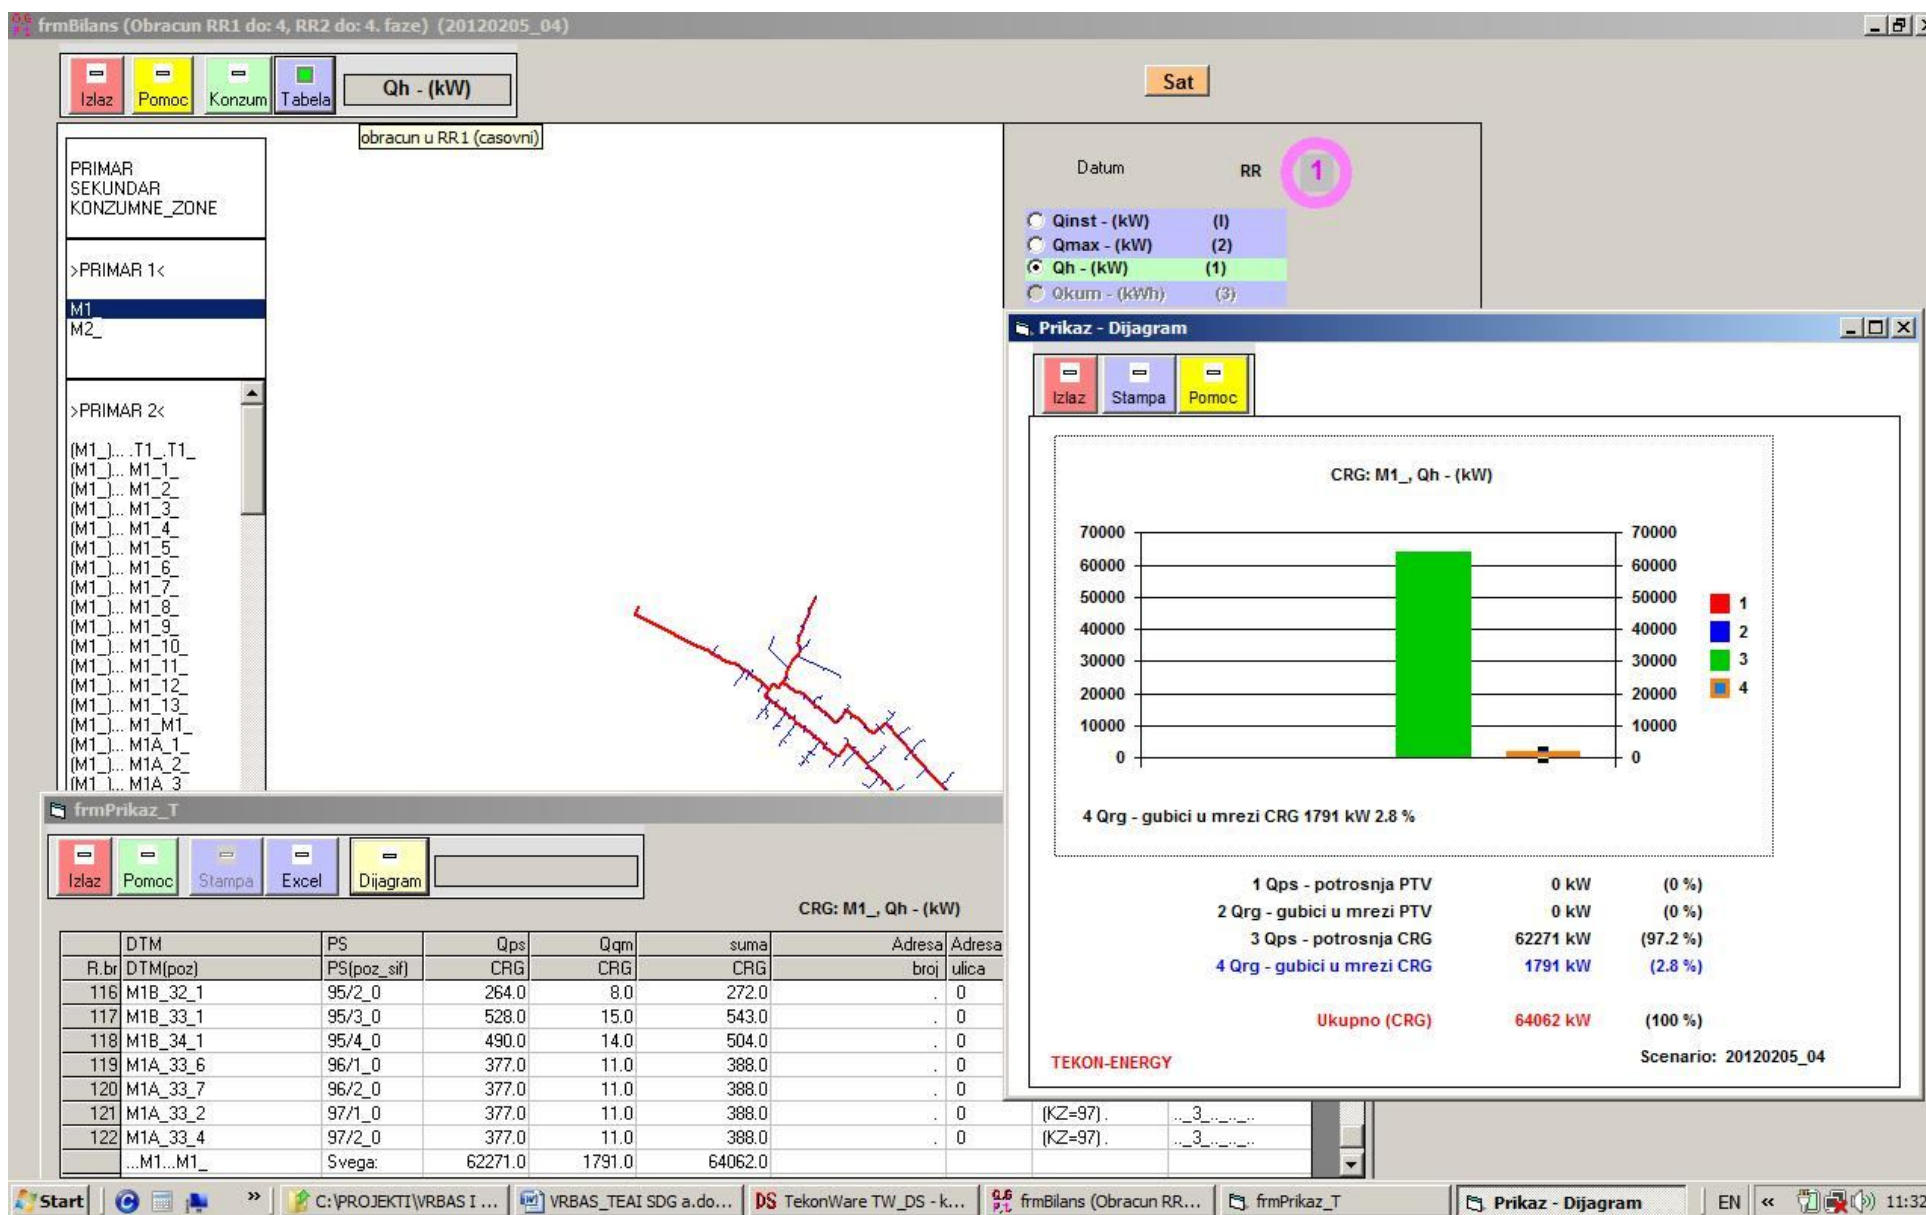 frmBilans (Obracun RR1 do: 4, RR2 do: 4. faze) (20120205_04)
Izlaz Pomoc Konzum Tabela Qh - (kW) Sat
obracun u RR1 (casovni)
PRIMAR
SEKUNDAR
KONZUMNE_ZONE
>PRIMAR 1<
M1_
M2_
>PRIMAR 2<
(M1_)... .T1_.T1_
(M1_)... M1_1_
(M1_)... M1_2_
(M1_)... M1_3_
(M1_)... M1_4_
(M1_)... M1_5_
(M1_)... M1_6_
(M1_)... M1_7_
(M1_)... M1_8_
(M1_)... M1_9_
(M1_)... M1_10_
(M1_)... M1_11_
(M1_)... M1_12_
(M1_)... M1_13_
(M1_)... M1_M1_
(M1_)... M1A_1_
(M1_)... M1A_2_
(M1_)... M1A_3_
Datum RR 1
Qinst - (kW) (I)
Qmax - (kW) (2)
Qh - (kW) (1)
Qkum - (kWh) (3)
Prikaz - Dijagram
Izlaz Stampa Pomoc
CRG: M1_, Qh - (kW)
70000 70000
60000 60000
50000 50000 1
40000 40000 2
30000 30000 3
20000 20000 4
10000 10000
0 0
4 Qrg - gubici u mrezi CRG 1791 kW 2.8 %
1 Qps - potrosnja PTV 0 kW (0 %)
2 Qrg - gubici u mrezi PTV 0 kW (0 %)
3 Qps - potrosnja CRG 62271 kW (97.2 %)
4 Qrg - gubici u mrezi CRG 1791 kW (2.8 %)
Ukupno (CRG) 64062 kW (100 %)
TEKON-ENERGY Scenario: 20120205_04
frmPrikaz_T
Izlaz Pomoc Stampa Excel Dijagram
CRG: M1_, Qh - (kW)
DTM PS Qps Qqm suma Adresa Adresa
R.br DTM(poz) PS(poz_sif) CRG CRG CRG broj ulica
116 M1B_32_1 95/2_0 264.0 8.0 272.0 . 0
117 M1B_33_1 95/3_0 528.0 15.0 543.0 . 0
118 M1B_34_1 95/4_0 490.0 14.0 504.0 . 0
119 M1A_33_6 96/1_0 377.0 11.0 388.0 . 0
120 M1A_33_7 96/2_0 377.0 11.0 388.0 . 0
121 M1A_33_2 97/1_0 377.0 11.0 388.0 . 0 (KZ=97) . .._3_.._.._..
122 M1A_33_4 97/2_0 377.0 11.0 388.0 . 0 (KZ=97) . .._3_.._.._..
...M1...M1_ Svega: 62271.0 1791.0 64062.0
Start » C:\PROJEKTI\VRBAS I ... VRBAS_TEAI SDG a.do... DS TekonWare TW_DS - k... frmBilans (Obracun RR... frmPrikaz_T Prikaz - Dijagram EN « 11:32